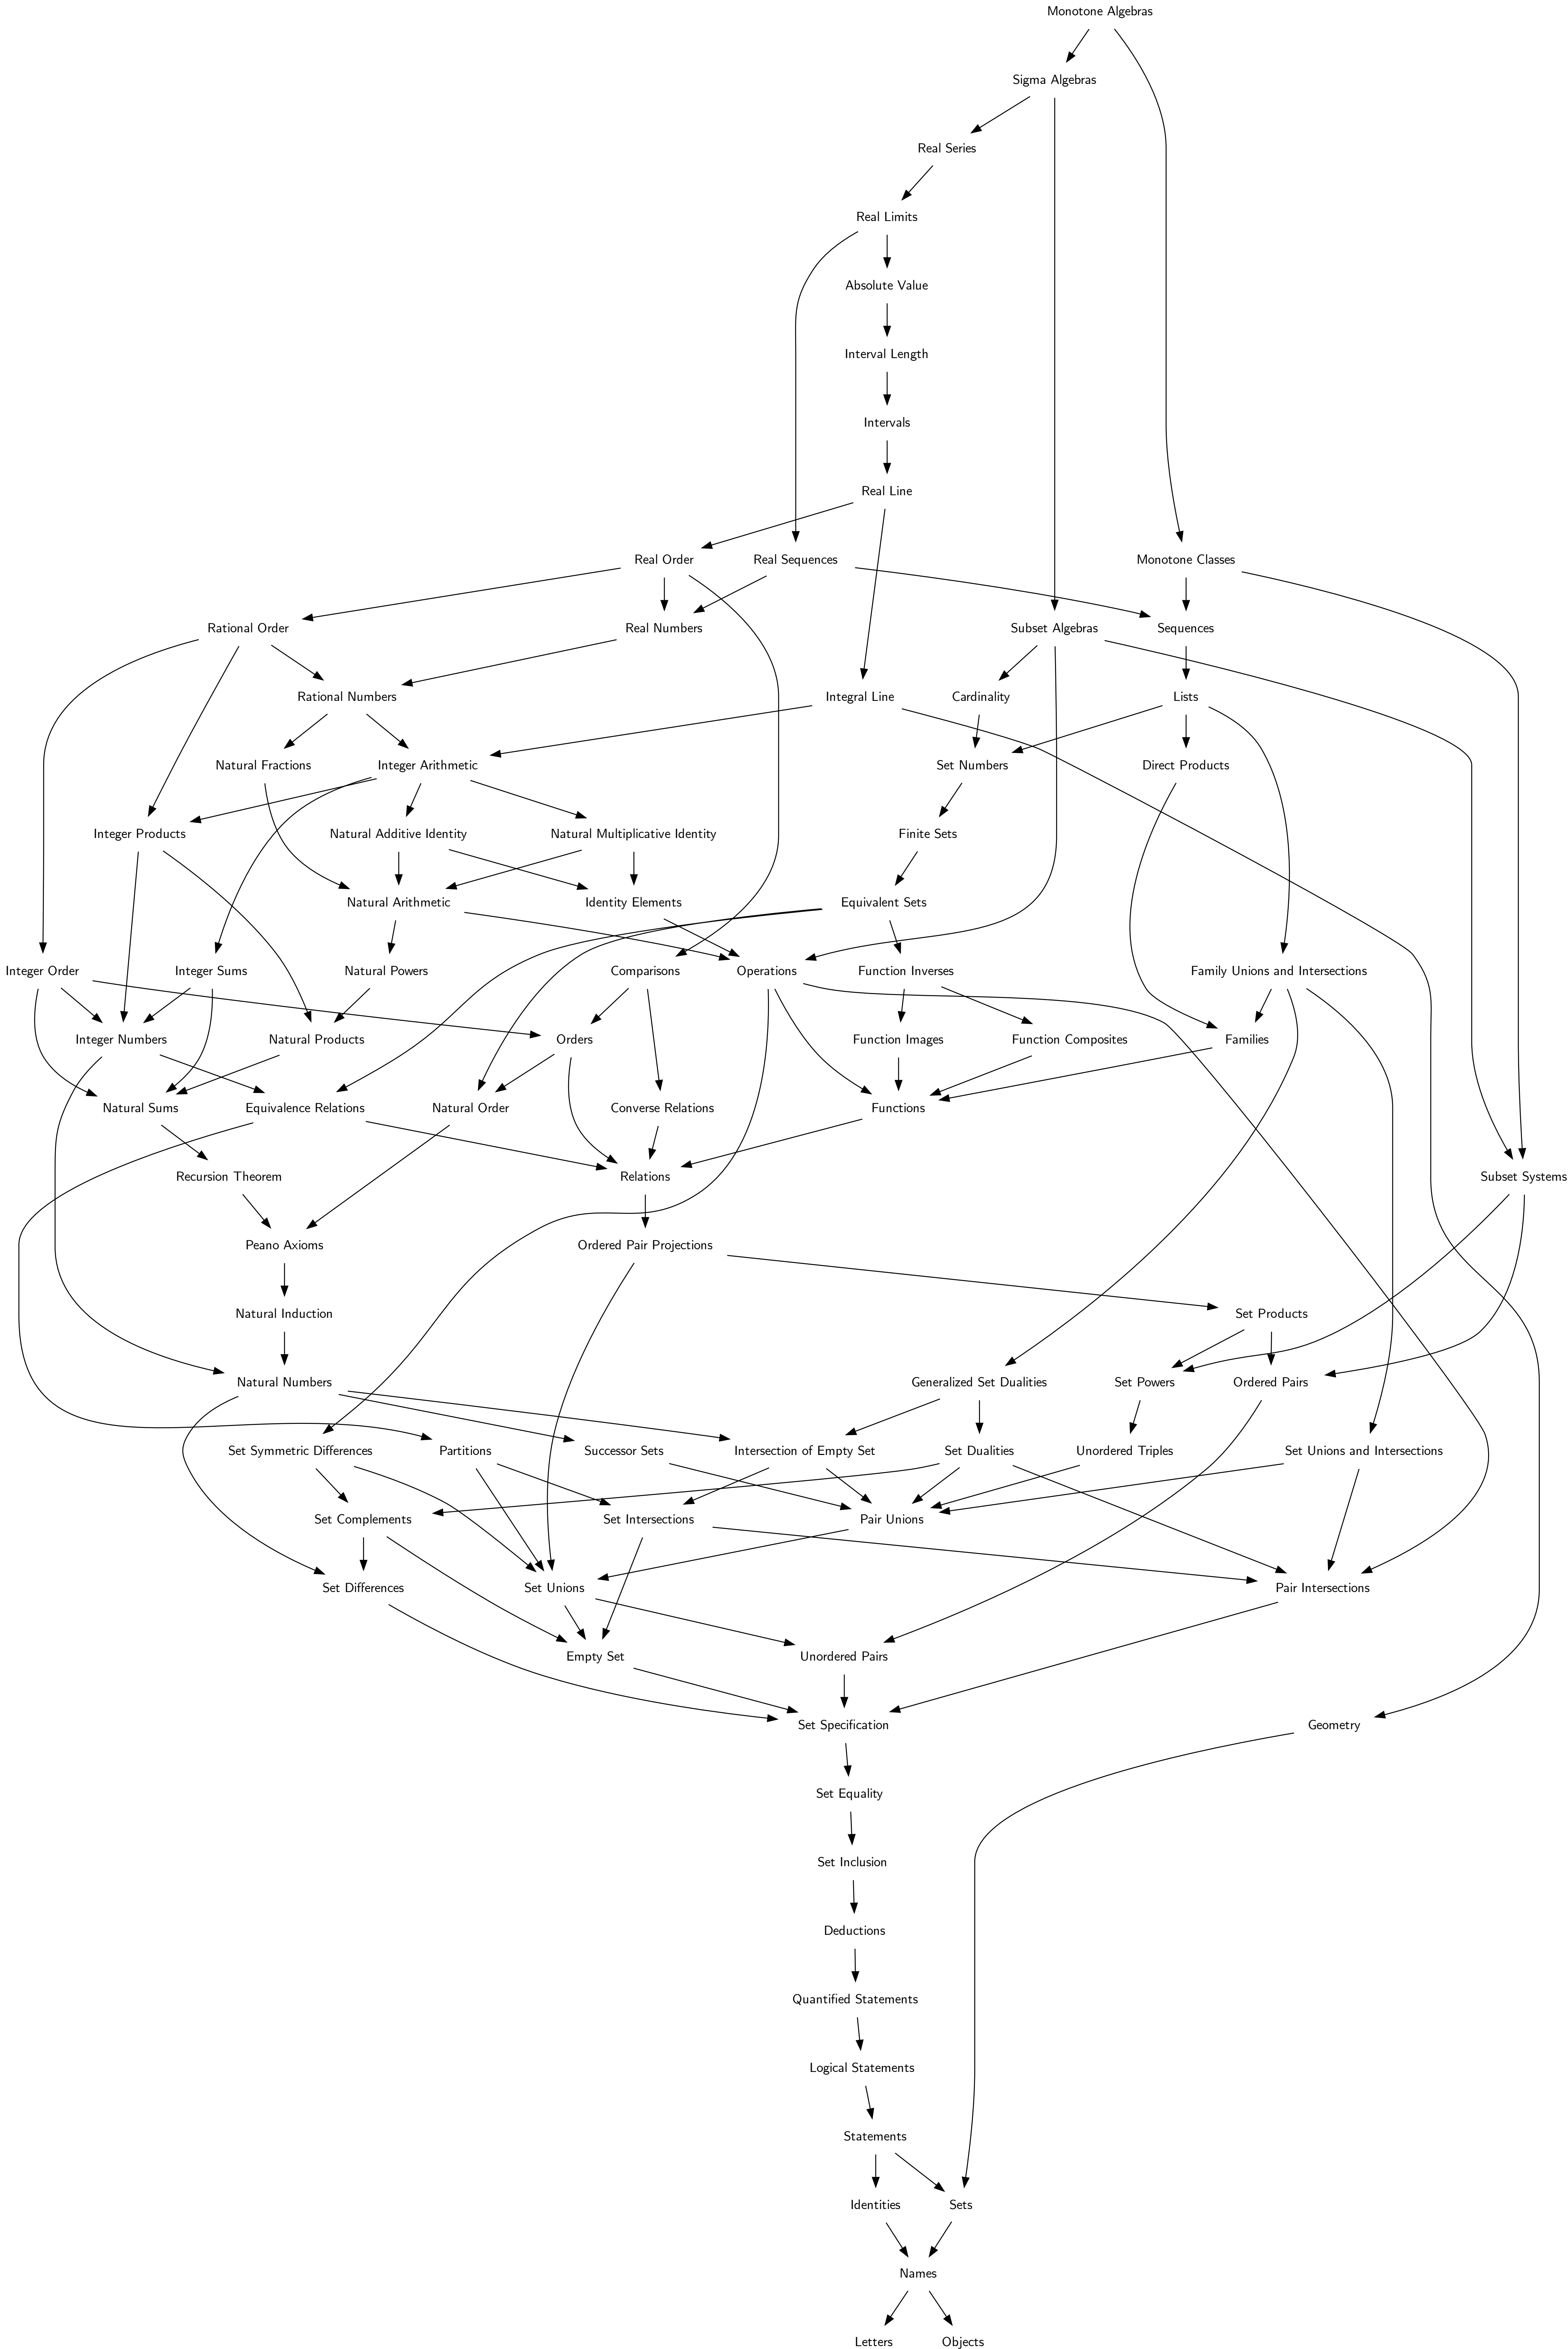 Monotone Algebras
Sigma Algebras
Real Series
Real Limits
Absolute Value
Interval Length
Intervals
Real Line
Real Order
Real Sequences
Monotone Classes
Rational Order
Real Numbers
Subset Algebras
Sequences
Rational Numbers
Integral Line
Cardinality
Lists
Natural Fractions
Integer Arithmetic
Set Numbers
Direct Products
Integer Products
Natural Additive Identity
Natural Multiplicative Identity
Finite Sets
Natural Arithmetic
Identity Elements
Equivalent Sets
Integer Order
Integer Sums
Natural Powers
Comparisons
Operations
Function Inverses
Family Unions and Intersections
Integer Numbers
Natural Products
Orders
Function Images
Function Composites
Families
Natural Sums
Equivalence Relations
Natural Order
Converse Relations
Functions
Recursion Theorem
Relations
Subset Systems
Peano Axioms
Ordered Pair Projections
Natural Induction
Set Products
Natural Numbers
Generalized Set Dualities
Set Powers
Ordered Pairs
Set Symmetric Differences
Partitions
Successor Sets
Intersection of Empty Set
Set Dualities
Unordered Triples
Set Unions and Intersections
Set Complements
Set Intersections
Pair Unions
Set Differences
Set Unions
Pair Intersections
Empty Set
Unordered Pairs
Set Specification
Geometry
Set Equality
Set Inclusion
Deductions
Quantified Statements
Logical Statements
Statements
Identities
Sets
Names
Letters
Objects